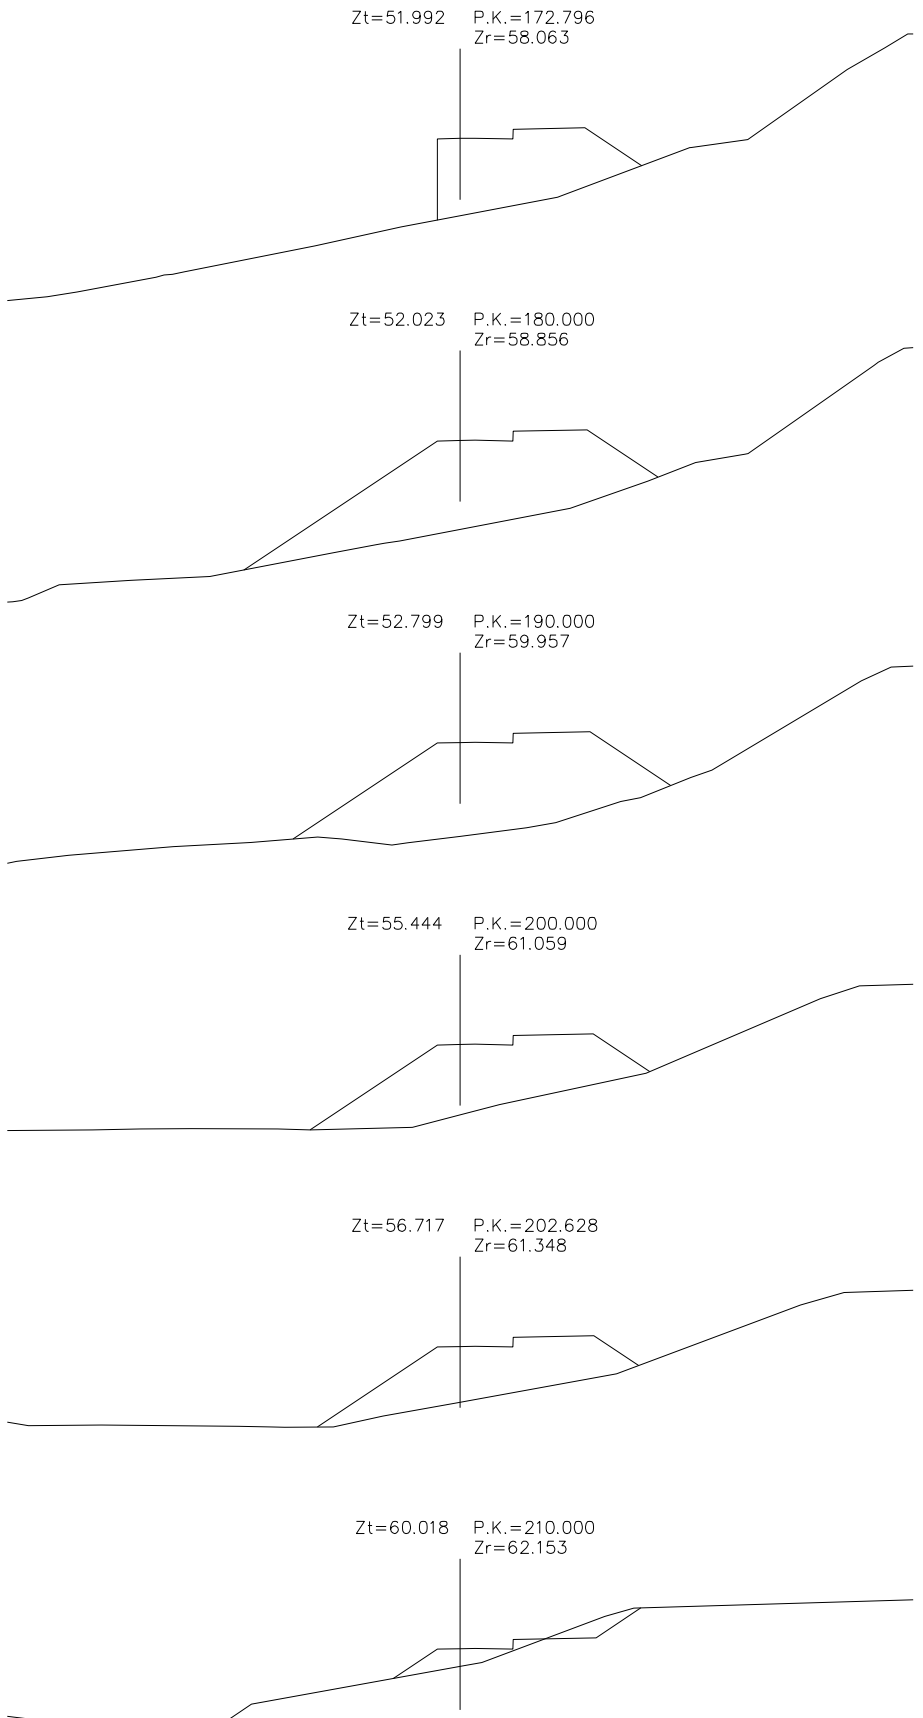 Zt=51.992 P.K.=172.796
Zr=58.063
Zt=52.023 P.K.=180.000
Zr=58.856
Zt=52.799 P.K.=190.000
Zr=59.957
Zt=55.444 P.K.=200.000
Zr=61.059
Zt=56.717 P.K.=202.628
Zr=61.348
Zt=60.018 P.K.=210.000
Zr=62.153